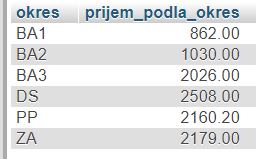 okres prijem_podla_okres
BA1 862.00
BA2 1030.00
BA3 2026.00
DS 2508.00
PP 2160.20
ZA 2179.00